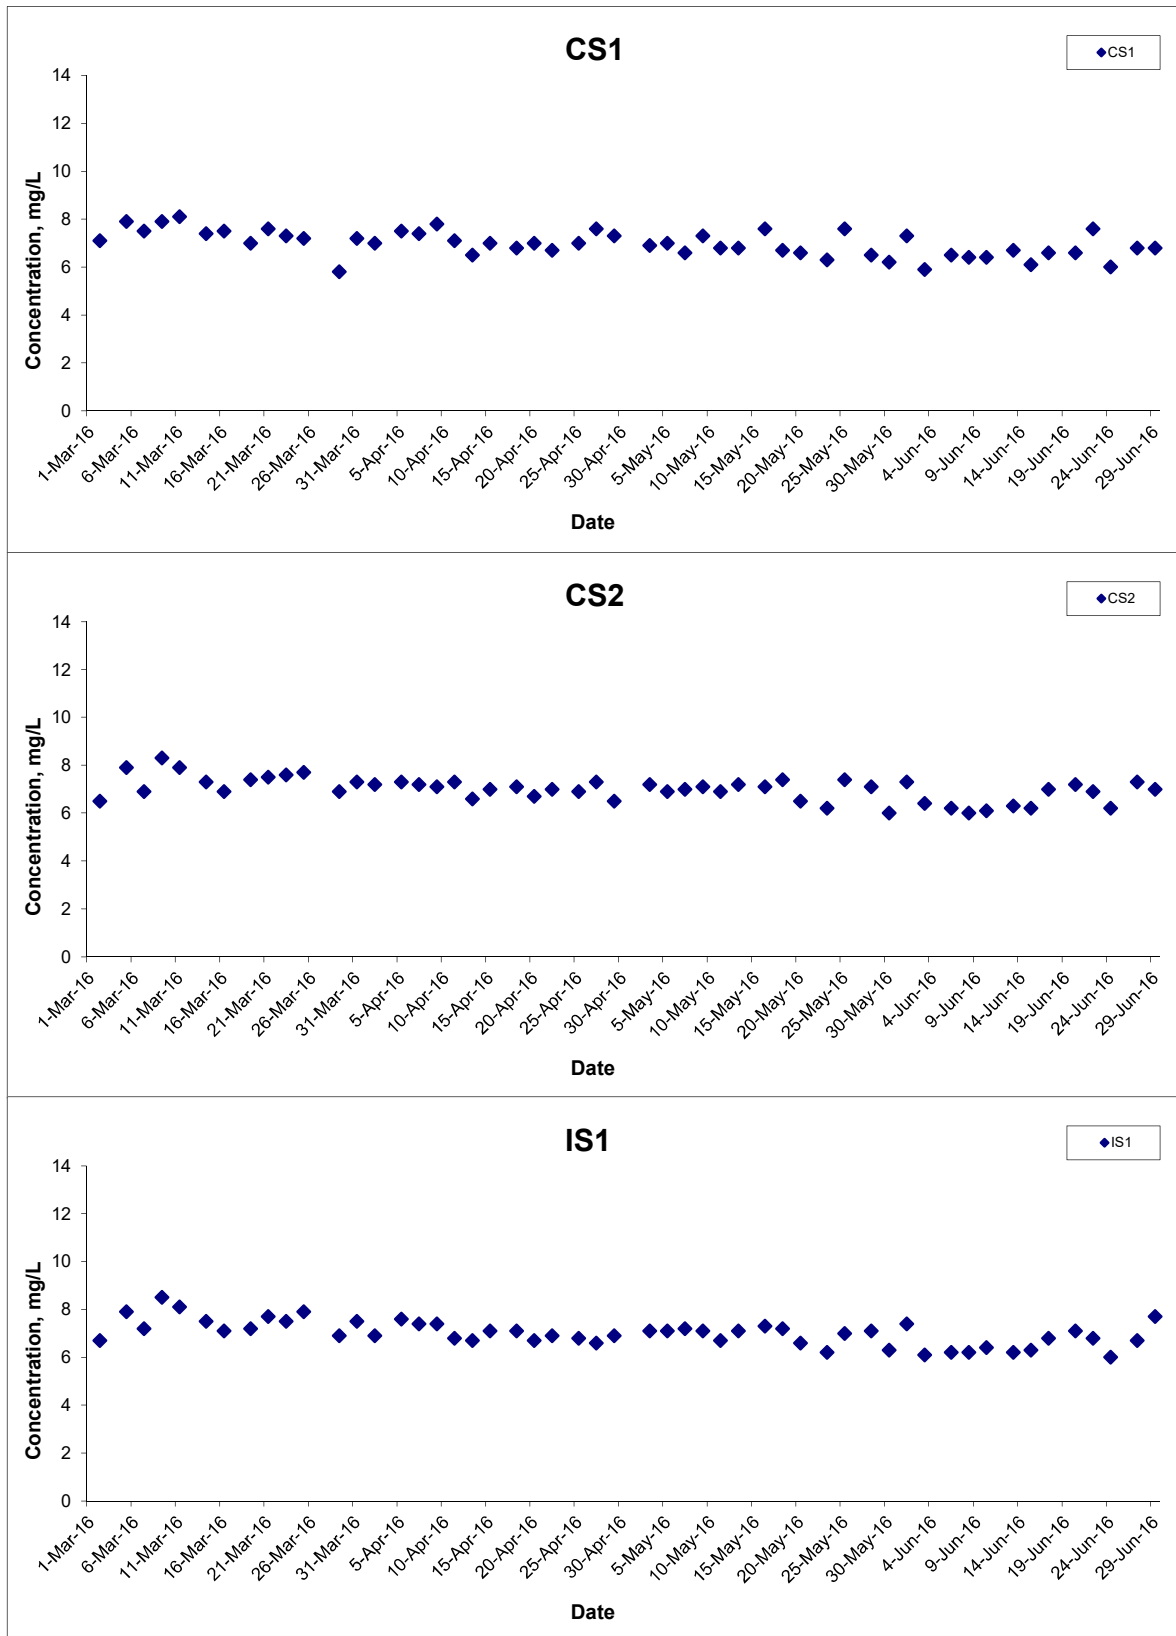 CS1
CS1
Concentration, mg/L
14
12
10
8
6
4
2
0
1-Mar-16
6-Mar-16
11-Mar-16
16-Mar-16
21-Mar-16
26-Mar-16
31-Mar-16
5-Apr-16
10-Apr-16
15-Apr-16
20-Apr-16
25-Apr-16
30-Apr-16
5-May-16
10-May-16
15-May-16
20-May-16
25-May-16
30-May-16
4-Jun-16
9-Jun-16
14-Jun-16
19-Jun-16
24-Jun-16
29-Jun-16
Date
CS2
CS2
Concentration, mg/L
14
12
10
8
6
4
2
0
1-Mar-16
6-Mar-16
11-Mar-16
16-Mar-16
21-Mar-16
26-Mar-16
31-Mar-16
5-Apr-16
10-Apr-16
15-Apr-16
20-Apr-16
25-Apr-16
30-Apr-16
5-May-16
10-May-16
15-May-16
20-May-16
25-May-16
30-May-16
4-Jun-16
9-Jun-16
14-Jun-16
19-Jun-16
24-Jun-16
29-Jun-16
Date
IS1
IS1
Concentration, mg/L
14
12
10
8
6
4
2
0
1-Mar-16
6-Mar-16
11-Mar-16
16-Mar-16
21-Mar-16
26-Mar-16
31-Mar-16
5-Apr-16
10-Apr-16
15-Apr-16
20-Apr-16
25-Apr-16
30-Apr-16
5-May-16
10-May-16
15-May-16
20-May-16
25-May-16
30-May-16
4-Jun-16
9-Jun-16
14-Jun-16
19-Jun-16
24-Jun-16
29-Jun-16
Date